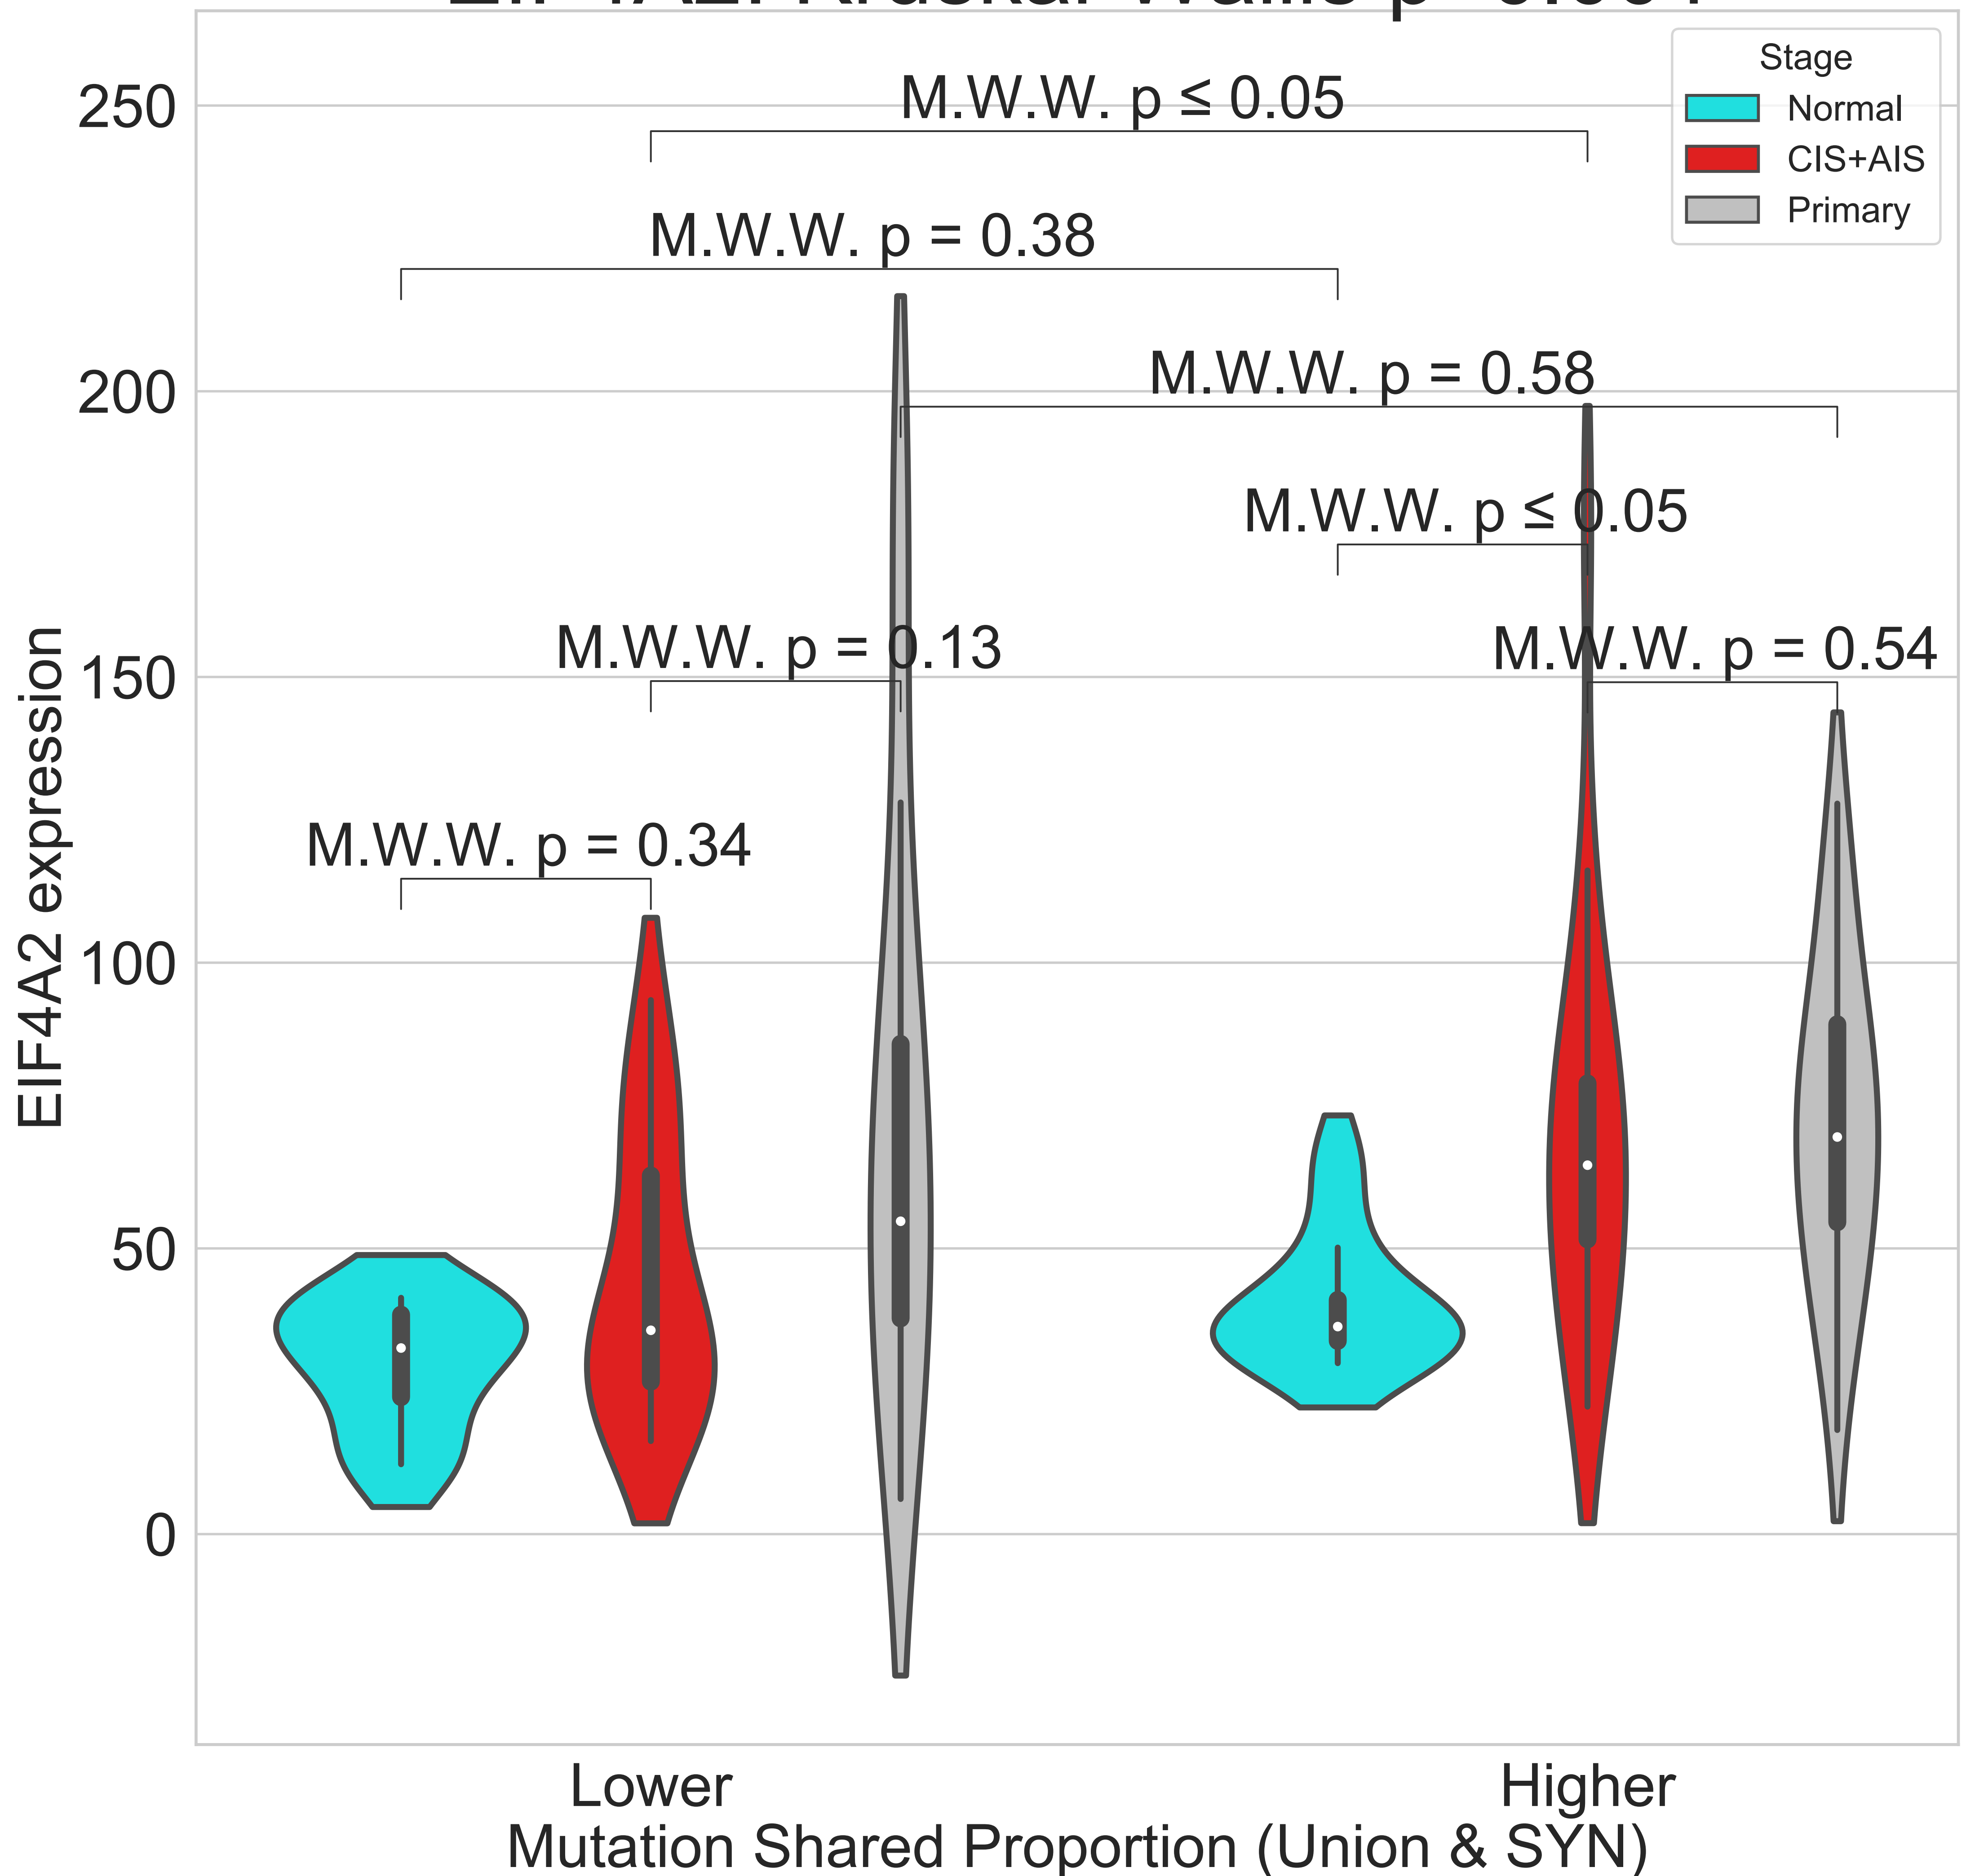 Stage
Normal
CIS+AIS
Primary
M.W.W. p ≤ 0.05
M.W.W. p = 0.38
M.W.W. p = 0.58
M.W.W. p ≤ 0.05
M.W.W. p = 0.13
M.W.W. p = 0.54
M.W.W. p = 0.34
250
200
150
100
50
0
EIF4A2 expression
Lower
Higher
Mutation Shared Proportion (Union & SYN)